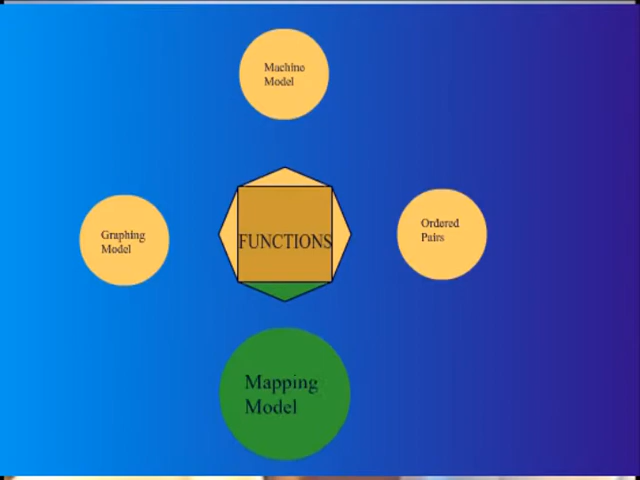 Machine
Model
Graphing
Model
FUNCTIONS
Ordered
Pairs
Mapping
Model